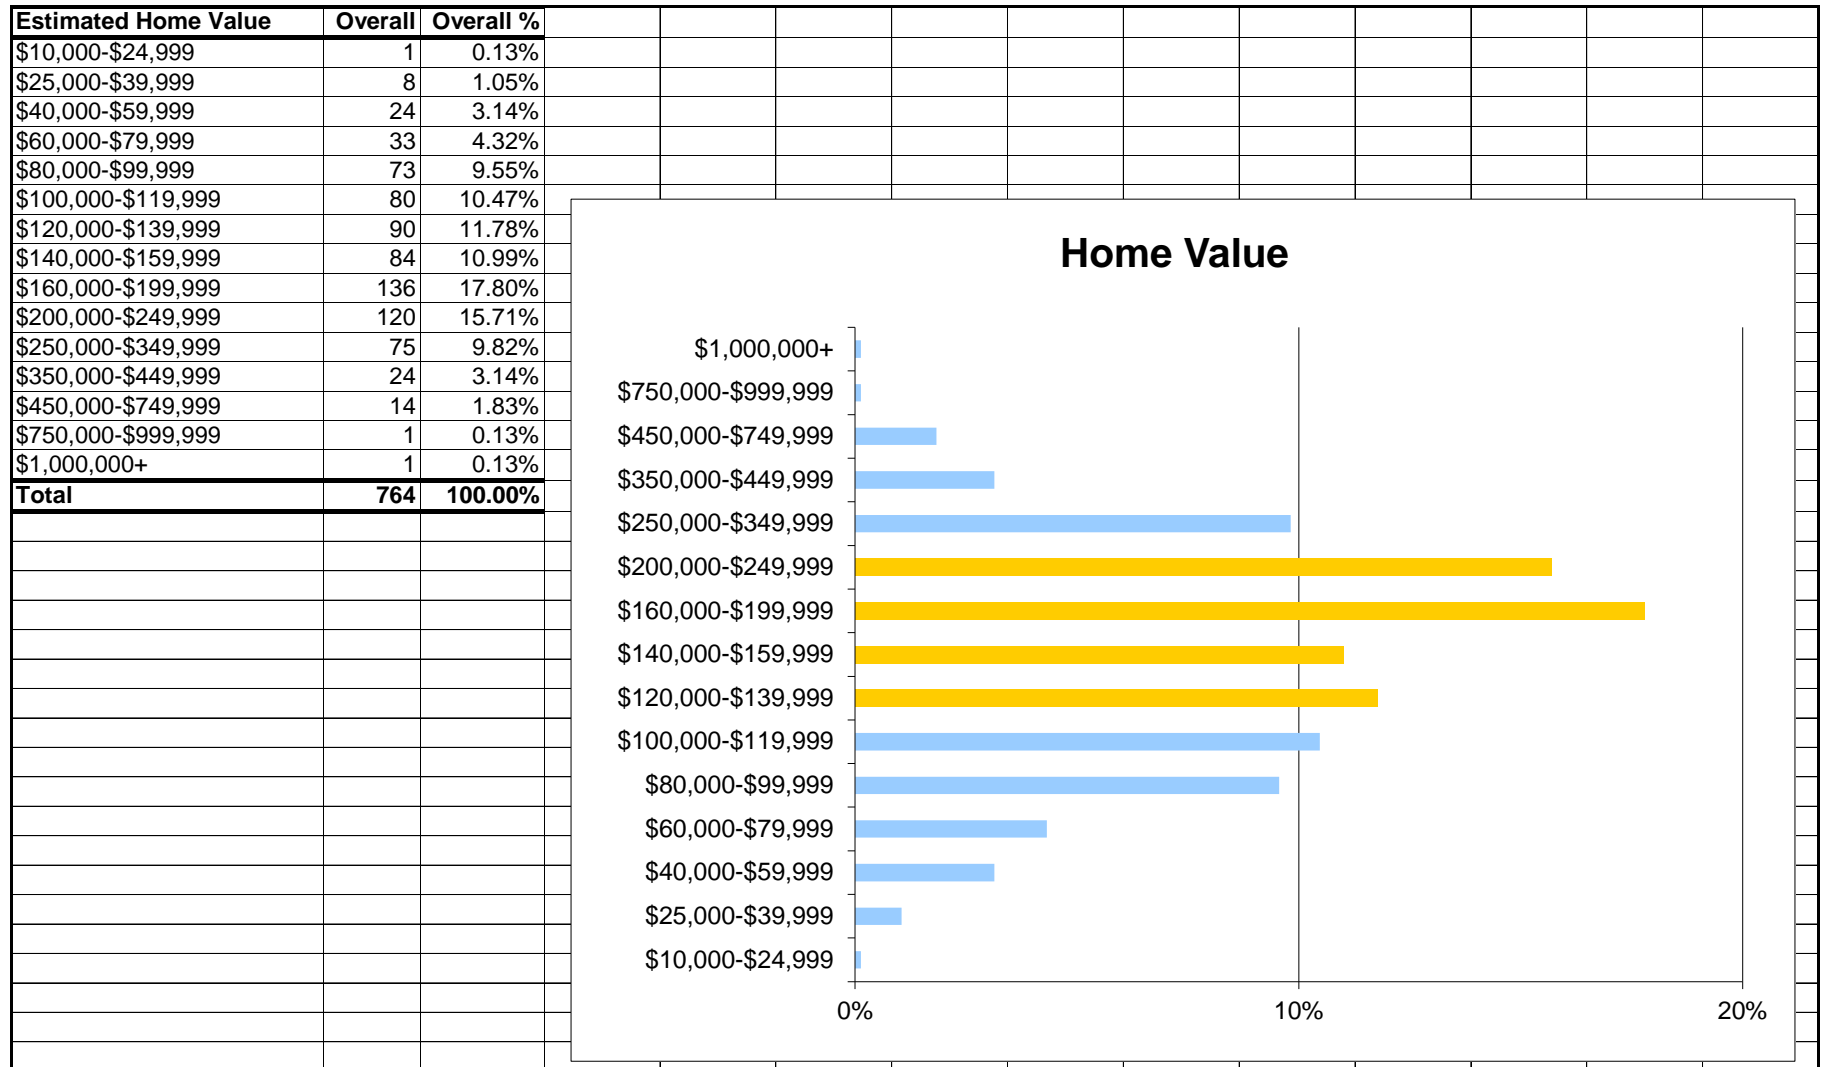 Estimated Home Value Overall Overall %
$10,000-$24,999 1 0.13%
$25,000-$39,999 8 1.05%
$40,000-$59,999 24 3.14%
$60,000-$79,999 33 4.32%
$80,000-$99,999 73 9.55%
$100,000-$119,999 80 10.47%
$120,000-$139,999 90 11.78%
$140,000-$159,999 84 10.99%
$160,000-$199,999 136 17.80%
$200,000-$249,999 120 15.71%
$250,000-$349,999 75 9.82%
$350,000-$449,999 24 3.14%
$450,000-$749,999 14 1.83%
$750,000-$999,999 1 0.13%
$1,000,000+ 1 0.13%
Total 764 100.00%
Home Value
$1,000,000+
$750,000-$999,999
$450,000-$749,999
$350,000-$449,999
$250,000-$349,999
$200,000-$249,999
$160,000-$199,999
$140,000-$159,999
$120,000-$139,999
$100,000-$119,999
$80,000-$99,999
$60,000-$79,999
$40,000-$59,999
$25,000-$39,999
$10,000-$24,999
0% 10% 20%